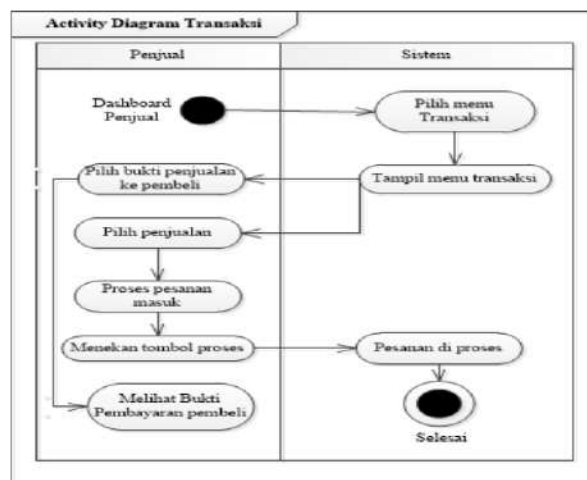 Activity Diagram Transaksi
Penjual
Sistem
Dashboard
Penjual
Pilih menu
Transaksi
Pilih bukti penjualan
ke pembeli
Tampil menu transaksi
Pilih penjualan
Proses pesanan
masuk
Menekan tombol proses
Pesanan di proses
Melihat Bukti
Pembayaran pembeli
Selesai